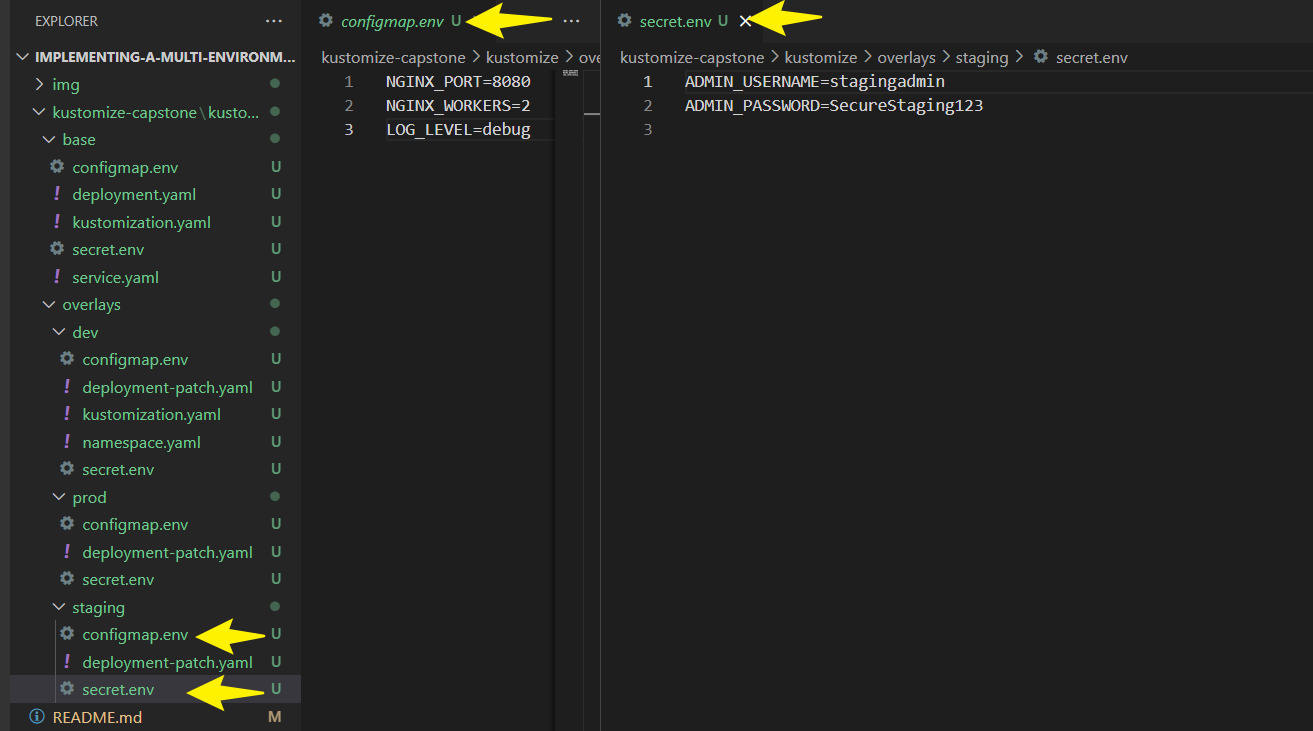 EXPLORER
IMPLEMENTING-A-MULTI-ENVIRONM...
img
kustomize-capstone\kusto...
base
configmap.env U
deployment.yaml U
kustomization.yaml U
secret.env U
service.yaml U
overlays
dev
configmap.env U
deployment-patch.yaml U
kustomization.yaml U
namespace.yaml U
secret.env U
prod
configmap.env U
deployment-patch.yaml U
secret.env U
staging
configmap.env U
deployment-patch.yaml U
secret.env U
README.md M
configmap.env U
kustomize-capstone > kustomize > ove
1 NGINX_PORT=8080
2 NGINX_WORKERS=2
3 LOG_LEVEL=debug
secret.env U
kustomize-capstone > kustomize > overlays > staging > secret.env
1 ADMIN_USERNAME=stagingadmin
2 ADMIN_PASSWORD=SecureStaging123
3